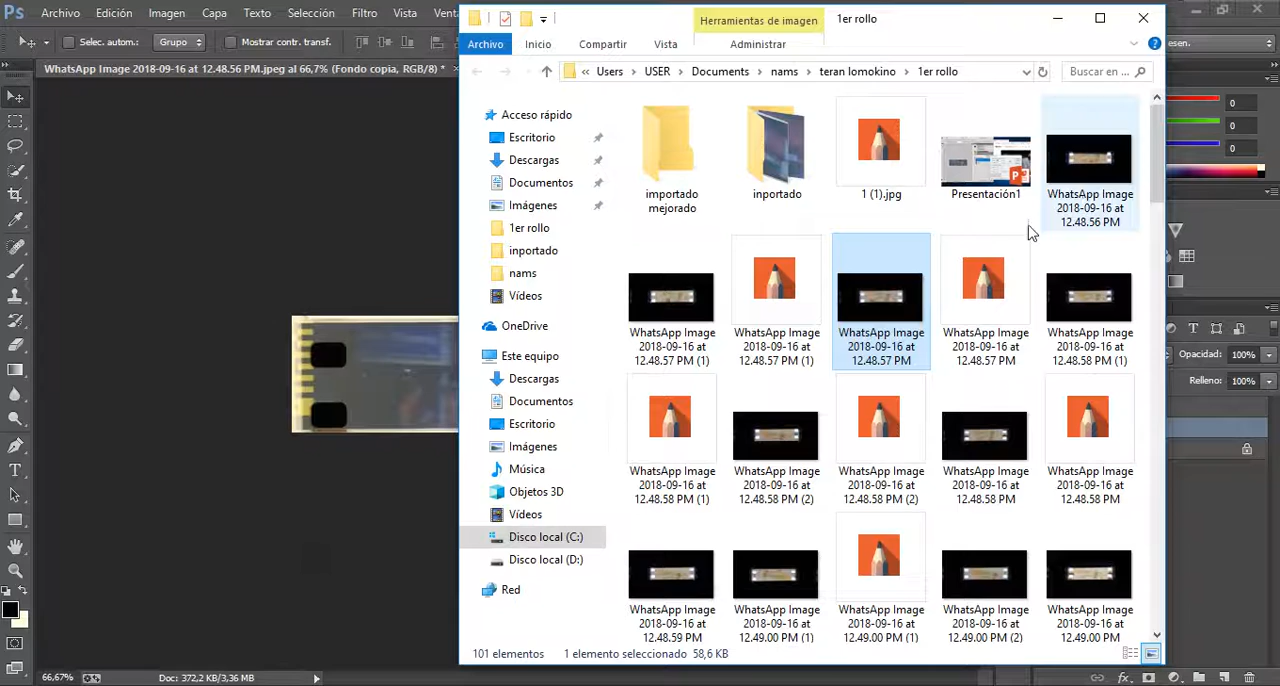 Ps Archivo Edición Imagen Capa Texto Selección Filtro Vista Vent
Herramientas de imagen
1er rollo
Selec. autom.: Grupo Mostrar contr. transf.
Archivo Inicio Compartir Vista Administrar
esen.
WhatsApp Image 2018-09-16 at 12.48.56 PM.jpeg al 66,7% (Fondo copia, RGB/8) *
« Users USER Documents nams teran lomokino 1er rollo
Buscar en ...
Acceso rápido
Escritorio
Descargas
Documentos
Imágenes
1er rollo
inportado
nams
Vídeos
OneDrive
Este equipo
Descargas
Documentos
Escritorio
Imágenes
Música
Objetos 3D
Vídeos
Disco local (C:)
Disco local (D:)
Red
importado
mejorado
inportado
1 (1).jpg
Presentación1
WhatsApp Image
2018-09-16 at
12.48.56 PM
WhatsApp Image
2018-09-16 at
12.48.57 PM (1)
WhatsApp Image
2018-09-16 at
12.48.57 PM (1)
WhatsApp Image
2018-09-16 at
12.48.57 PM
WhatsApp Image
2018-09-16 at
12.48.57 PM
WhatsApp Image
2018-09-16 at
12.48.58 PM (1)
WhatsApp Image
2018-09-16 at
12.48.58 PM (1)
WhatsApp Image
2018-09-16 at
12.48.58 PM (2)
WhatsApp Image
2018-09-16 at
12.48.58 PM (2)
WhatsApp Image
2018-09-16 at
12.48.58 PM
WhatsApp Image
2018-09-16 at
12.48.58 PM
WhatsApp Image
2018-09-16 at
12.48.59 PM
WhatsApp Image
2018-09-16 at
12.49.00 PM (1)
WhatsApp Image
2018-09-16 at
12.49.00 PM (1)
WhatsApp Image
2018-09-16 at
12.49.00 PM (2)
WhatsApp Image
2018-09-16 at
12.49.00 PM
101 elementos 1 elemento seleccionado 58,6 KB
0
0
0
Opacidad: 100%
Relleno: 100%
66,67% Doc: 372,2 KB/3,36 MB